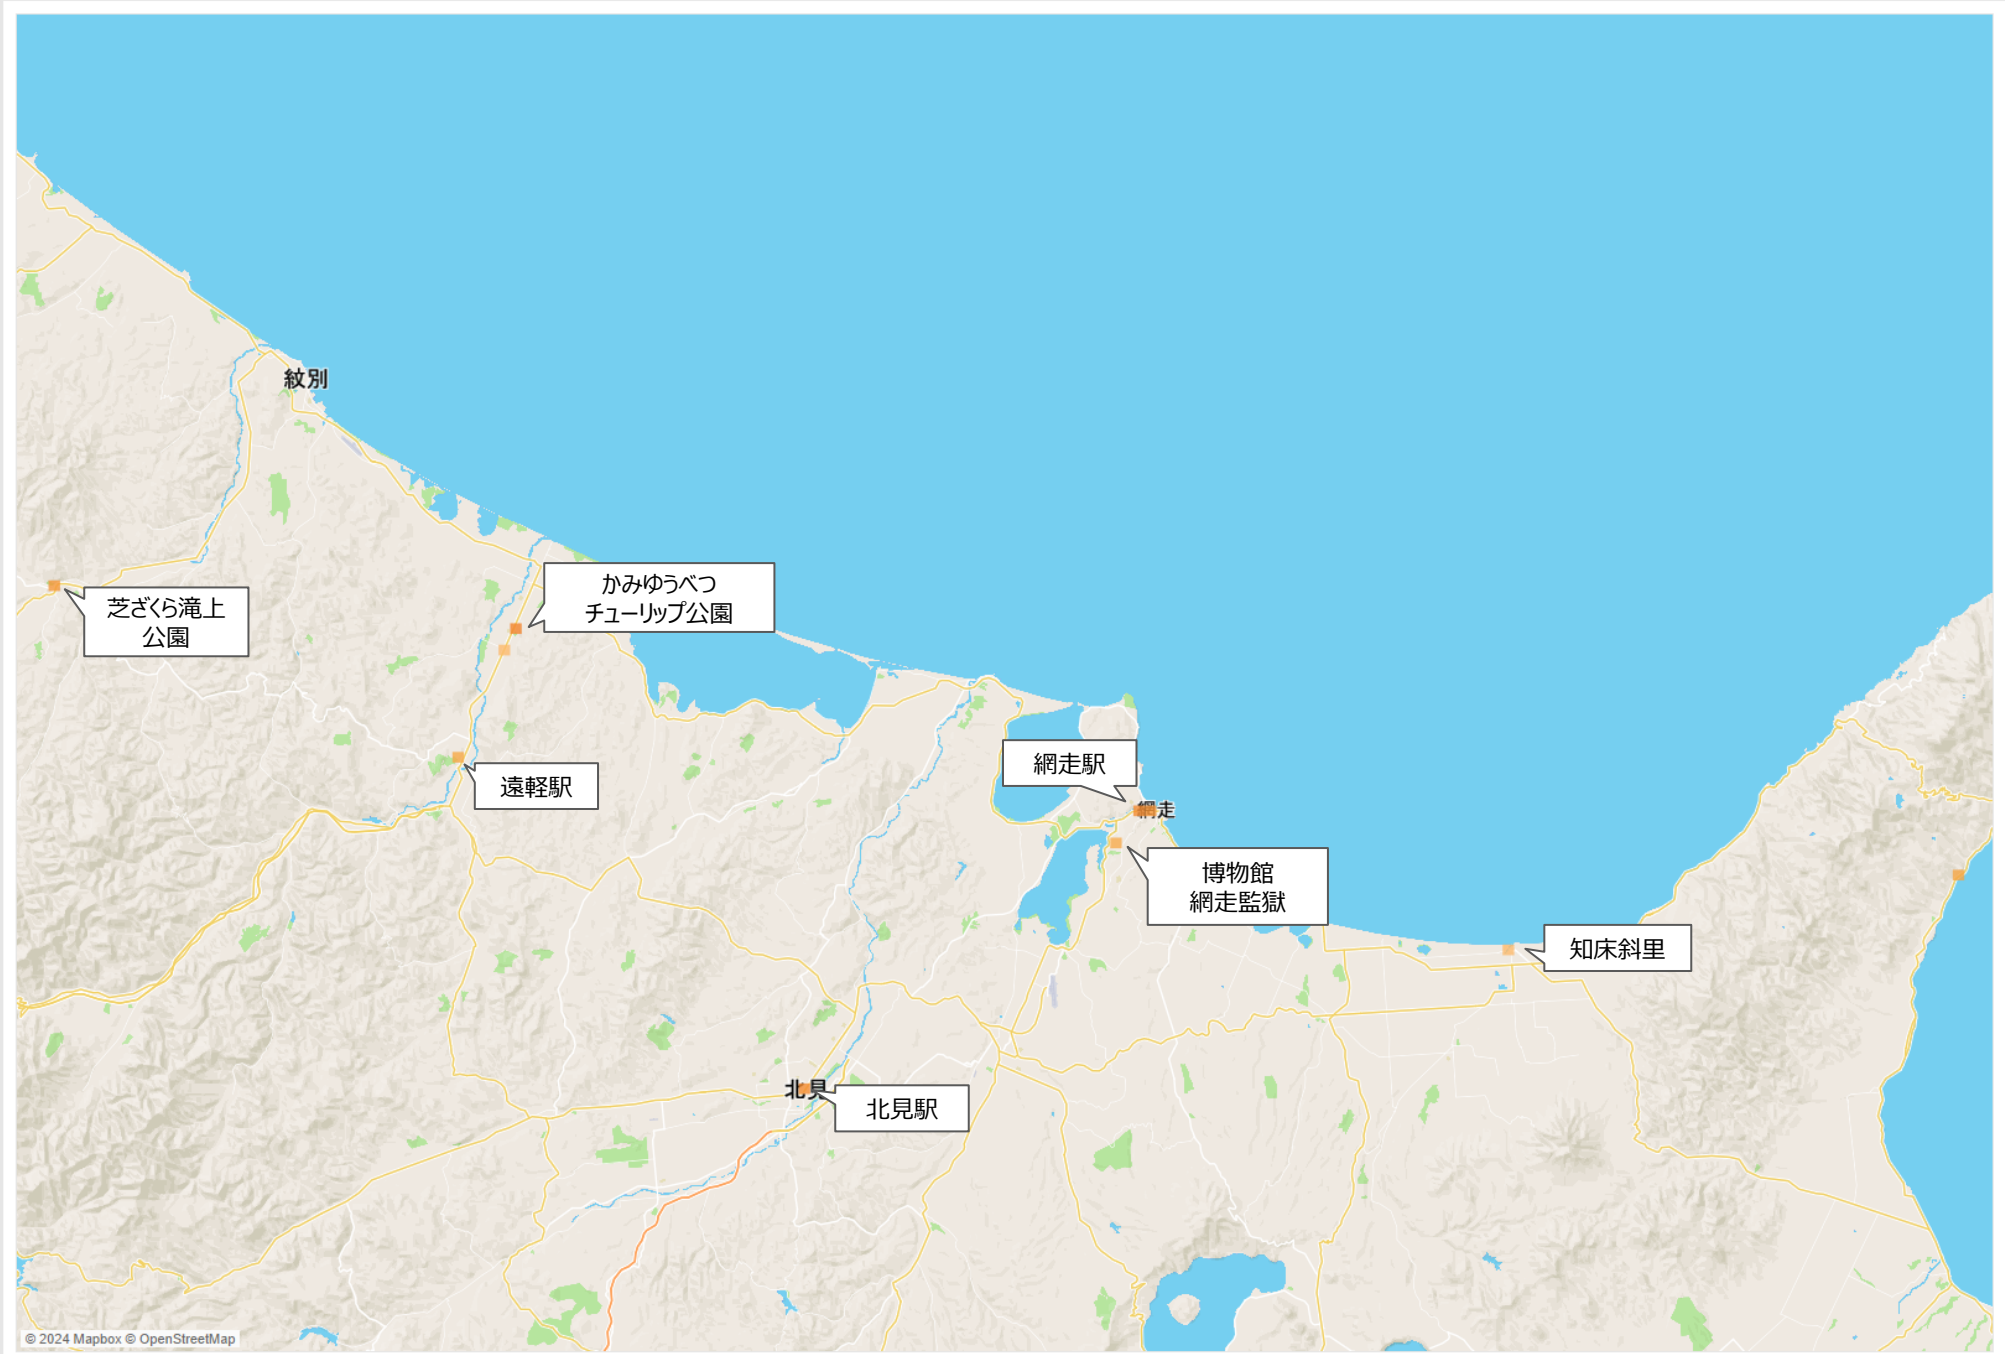 紋別
かみゆうべつ
チューリップ公園
芝ざくら滝上
公園
遠軽駅
網走駅
網走
博物館
網走監獄
知床斜里
北見
北見駅
© 2024 Mapbox © OpenStreetMap